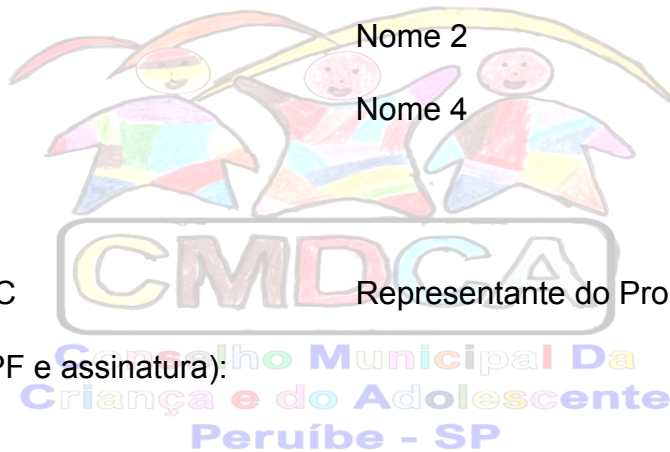 Nome 2
Nome 4
CMDCA
C Representante do Pro
PF e assinatura):
Conselho Municipal Da
Criança e do Adolescente
Peruíbe - SP